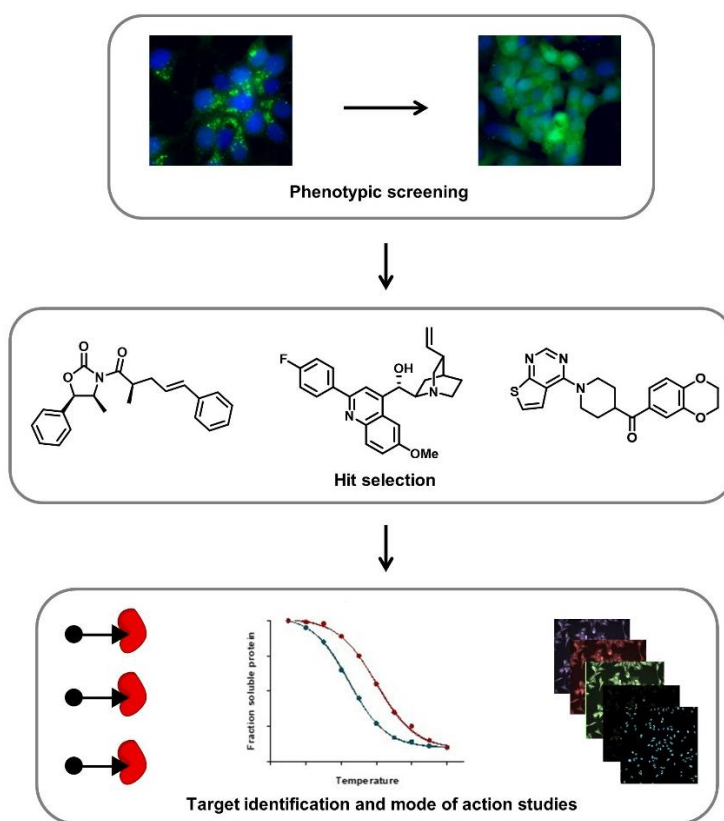 Phenotypic screening
O
O
O
N
F
OH
N
N
OMe
N
N
S
N
O
O
O
Hit selection
Fraction soluble protein
Temperature
Target identification and mode of action studies